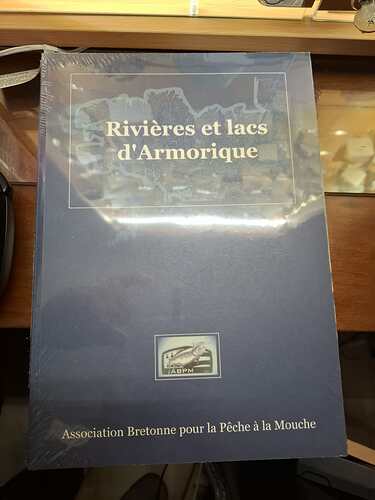 Rivières et lacs
d'Armorique
ABPM
Association Bretonne pour la Pêche à la Mouche